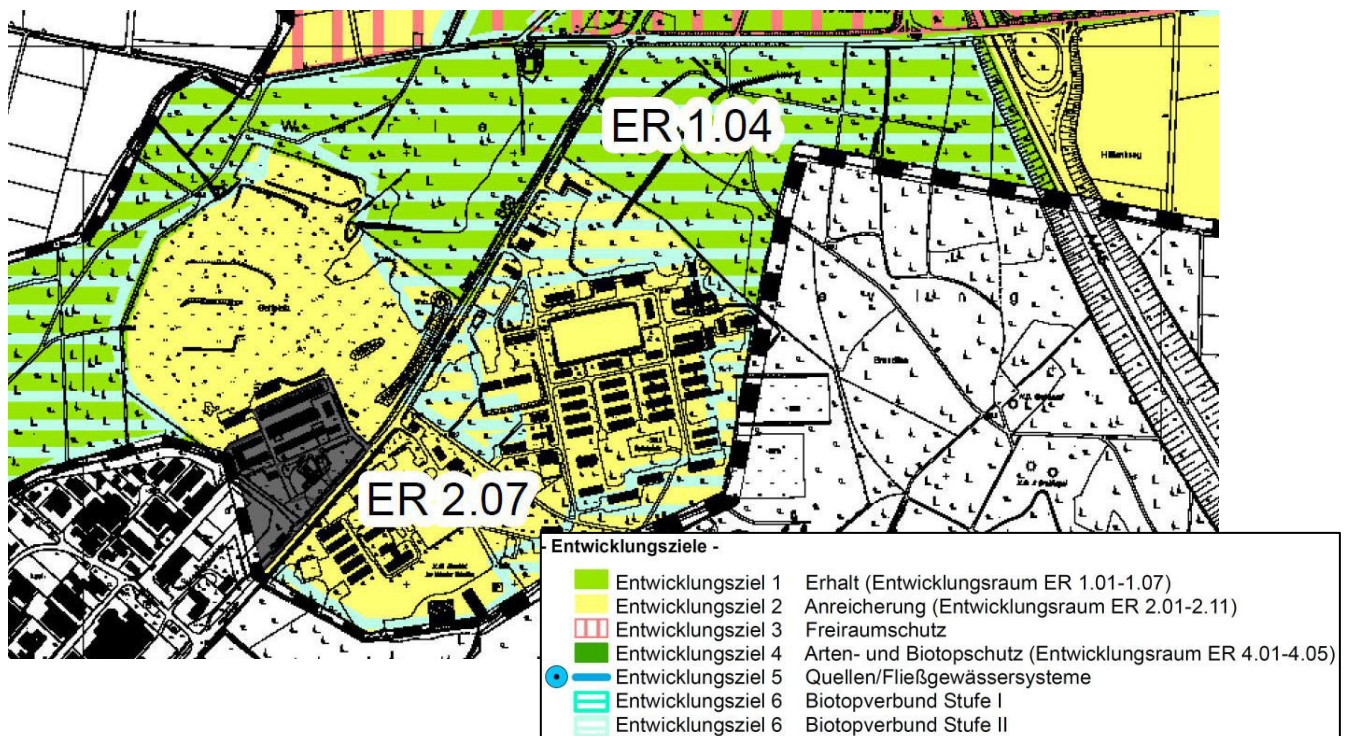 ER 1.04
ER 2.07
- Entwicklungsziele -
Entwicklungsziel 1 Erhalt (Entwicklungsraum ER 1.01-1.07)
Entwicklungsziel 2 Anreicherung (Entwicklungsraum ER 2.01-2.11)
Entwicklungsziel 3 Freiraumschutz
Entwicklungsziel 4 Arten- und Biotopschutz (Entwicklungsraum ER 4.01-4.05)
Entwicklungsziel 5 Quellen/Fließgewässersysteme
Entwicklungsziel 6 Biotopverbund Stufe I
Entwicklungsziel 6 Biotopverbund Stufe II